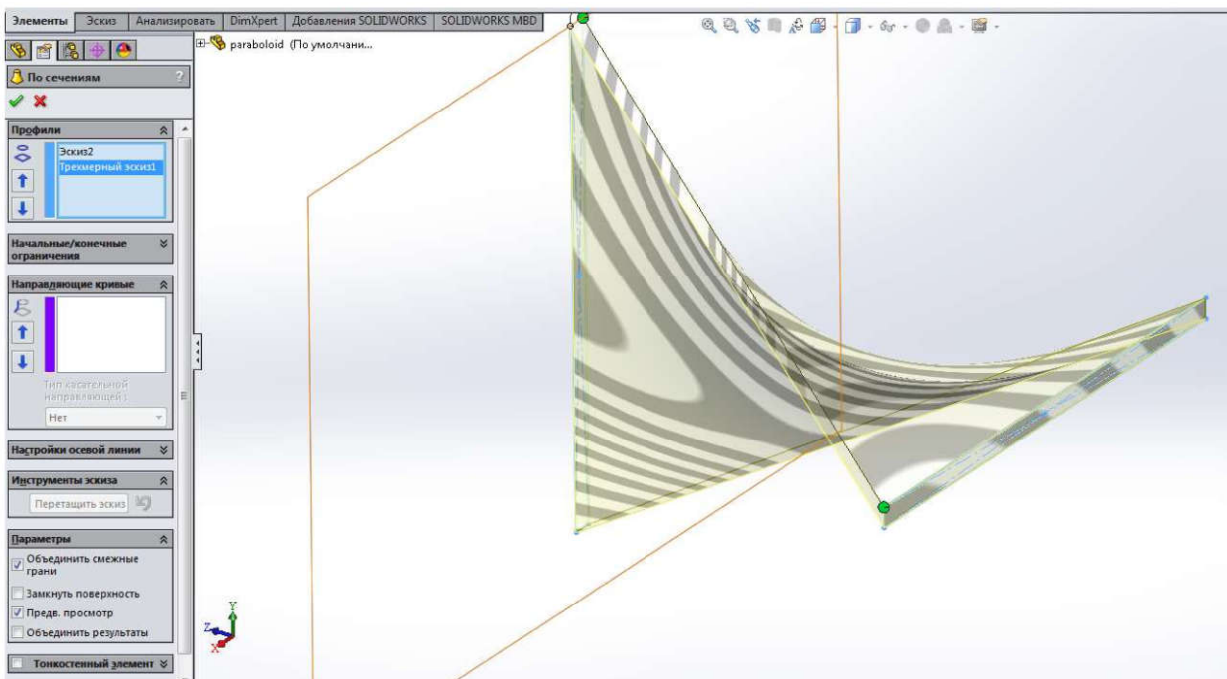 Элементы Эскиз Анализировать DimXpert Добавления SOLIDWORKS SOLIDWORKS MBD
paraboloid (По умолчани...
По сечениям ?
Профили
Эскиз2
Трехмерный эскиз1
Начальные/конечные
ограничения
Направляющие кривые
Тип касательной
направляющей :
Нет
Настройки осевой линии
Инструменты эскиза
Перетащить эскиз
Параметры
Объединить смежные
грани
Замкнуть поверхность
Предв. просмотр
Объединить результаты
Тонкостенный элемент
Y
Z
X